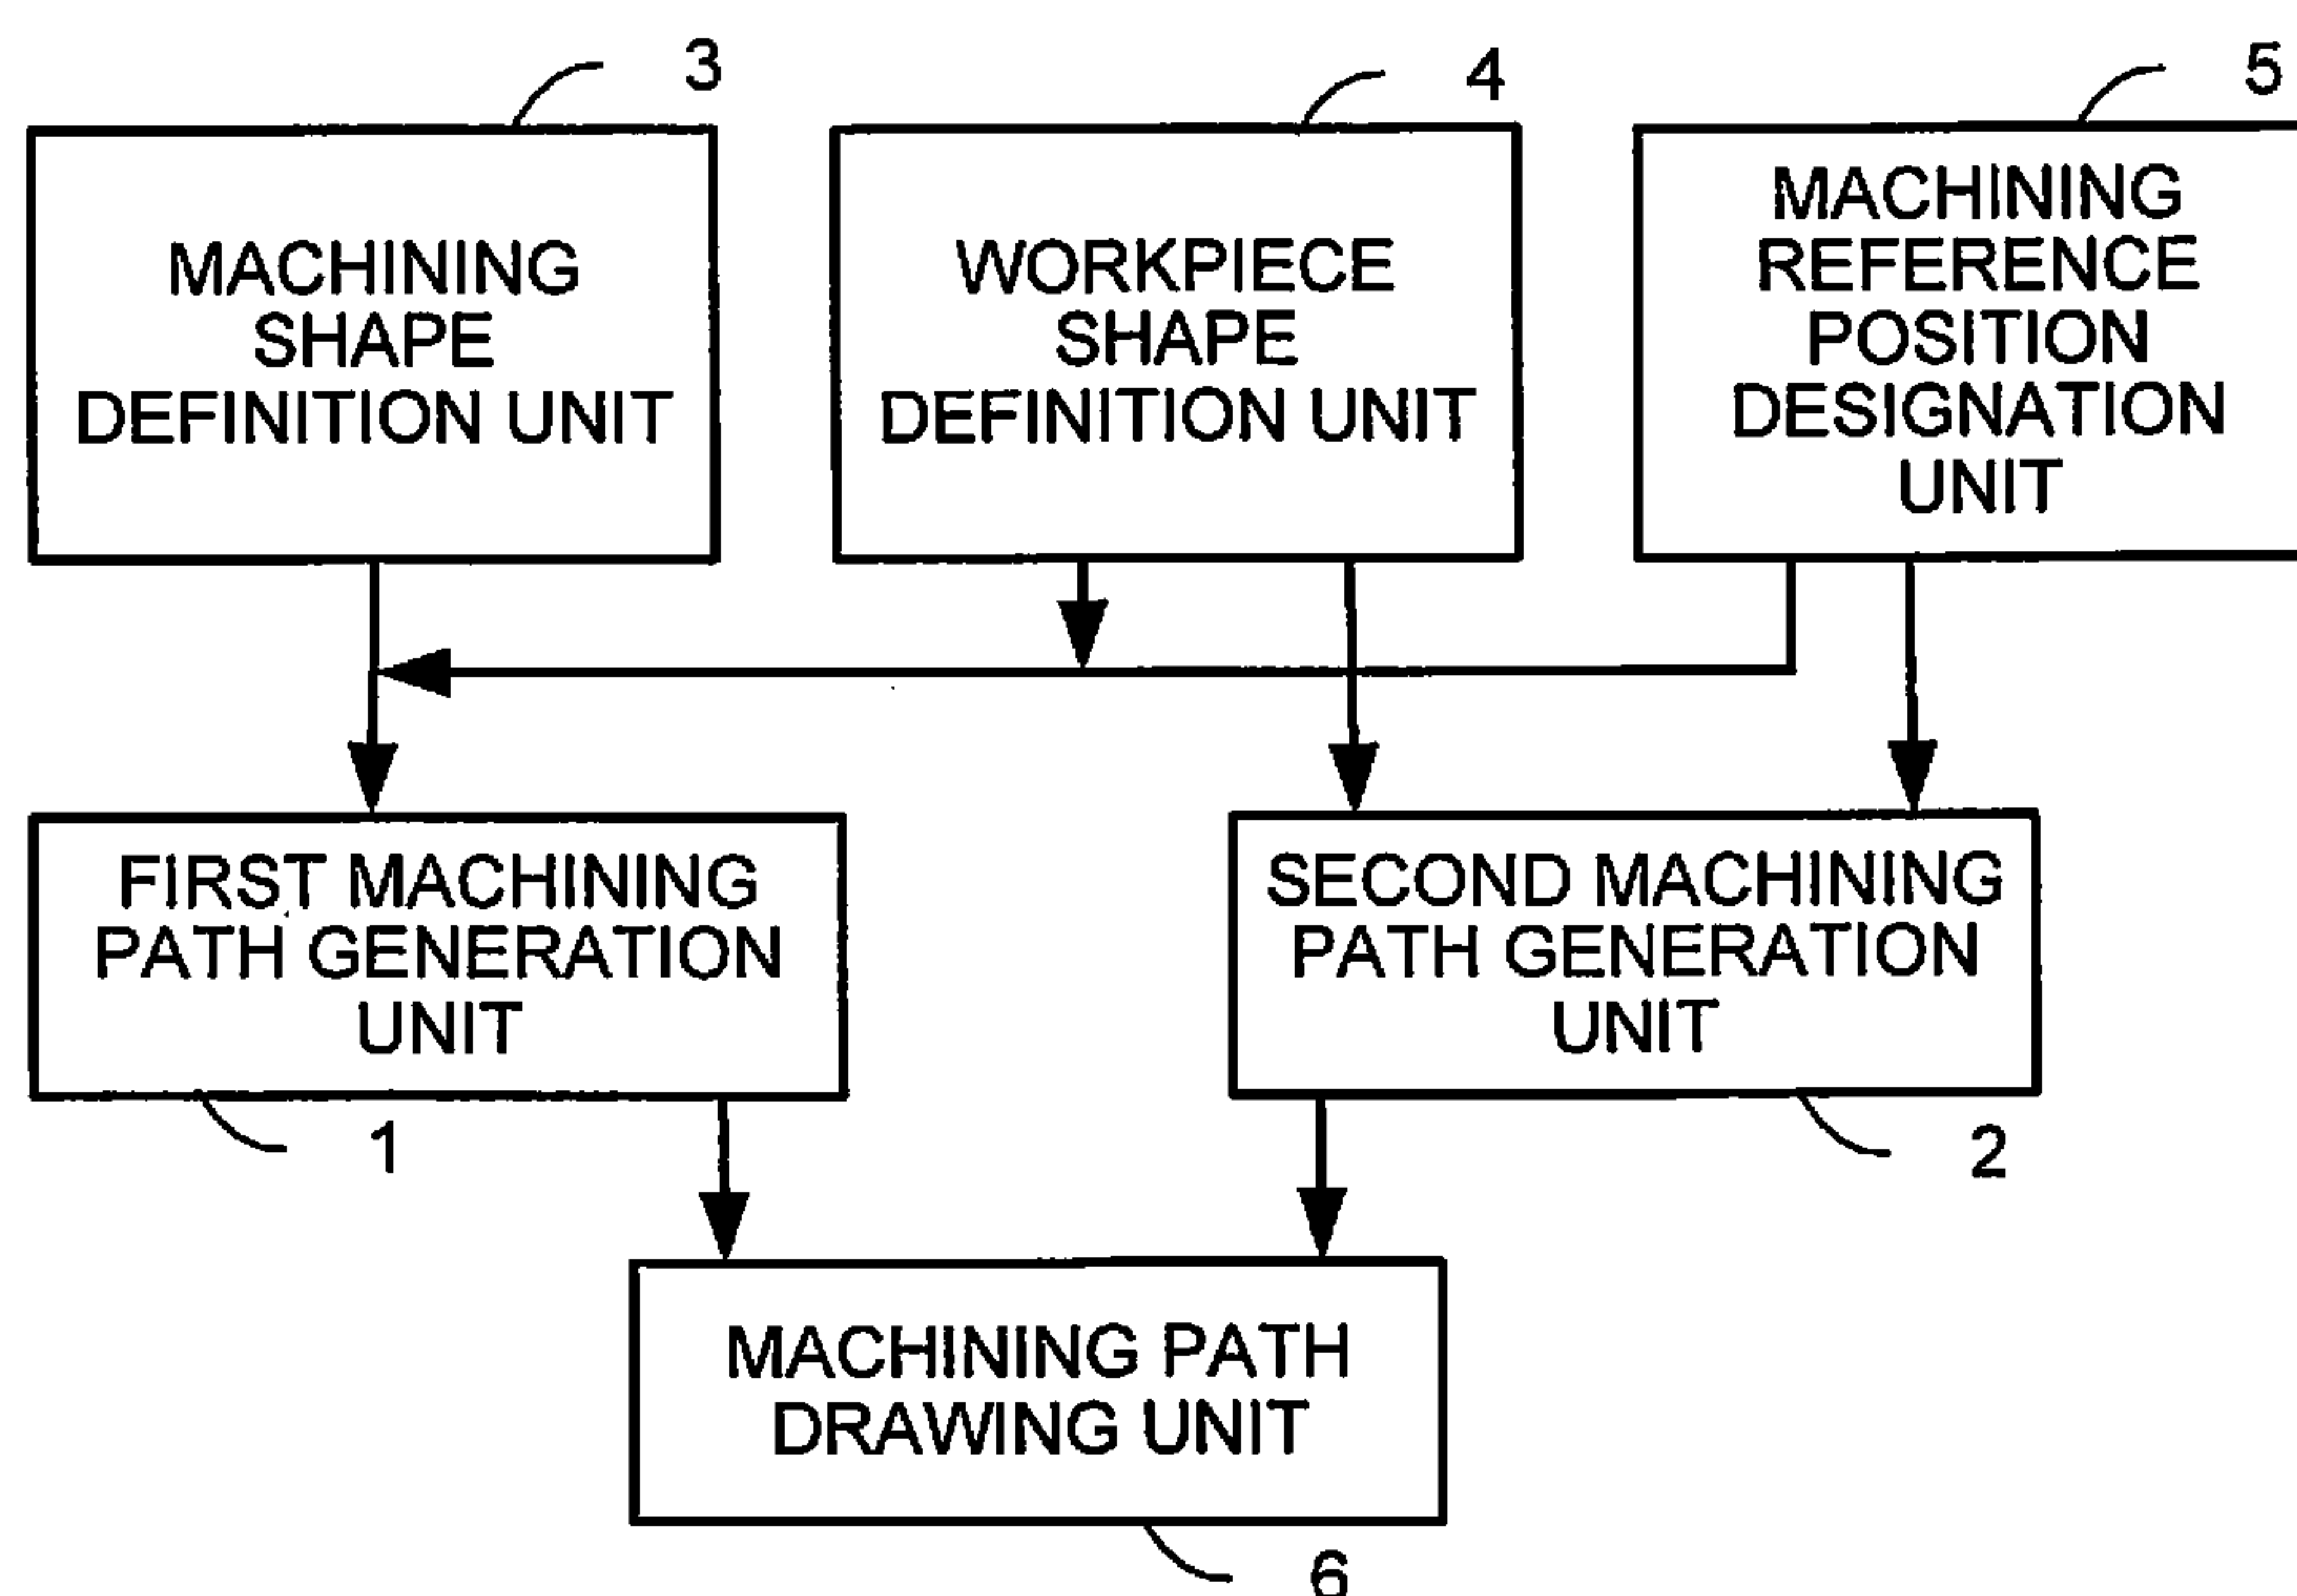 3
4
5
MACHINING
SHAPE
DEFINITION UNIT
WORKPIECE
SHAPE
DEFINITION UNIT
MACHINING
REFERENCE
POSITION
DESIGNATION
UNIT
FIRST MACHINING
PATH GENERATION
UNIT
SECOND MACHINING
PATH GENERATION
UNIT
1
2
MACHINING PATH
DRAWING UNIT
6